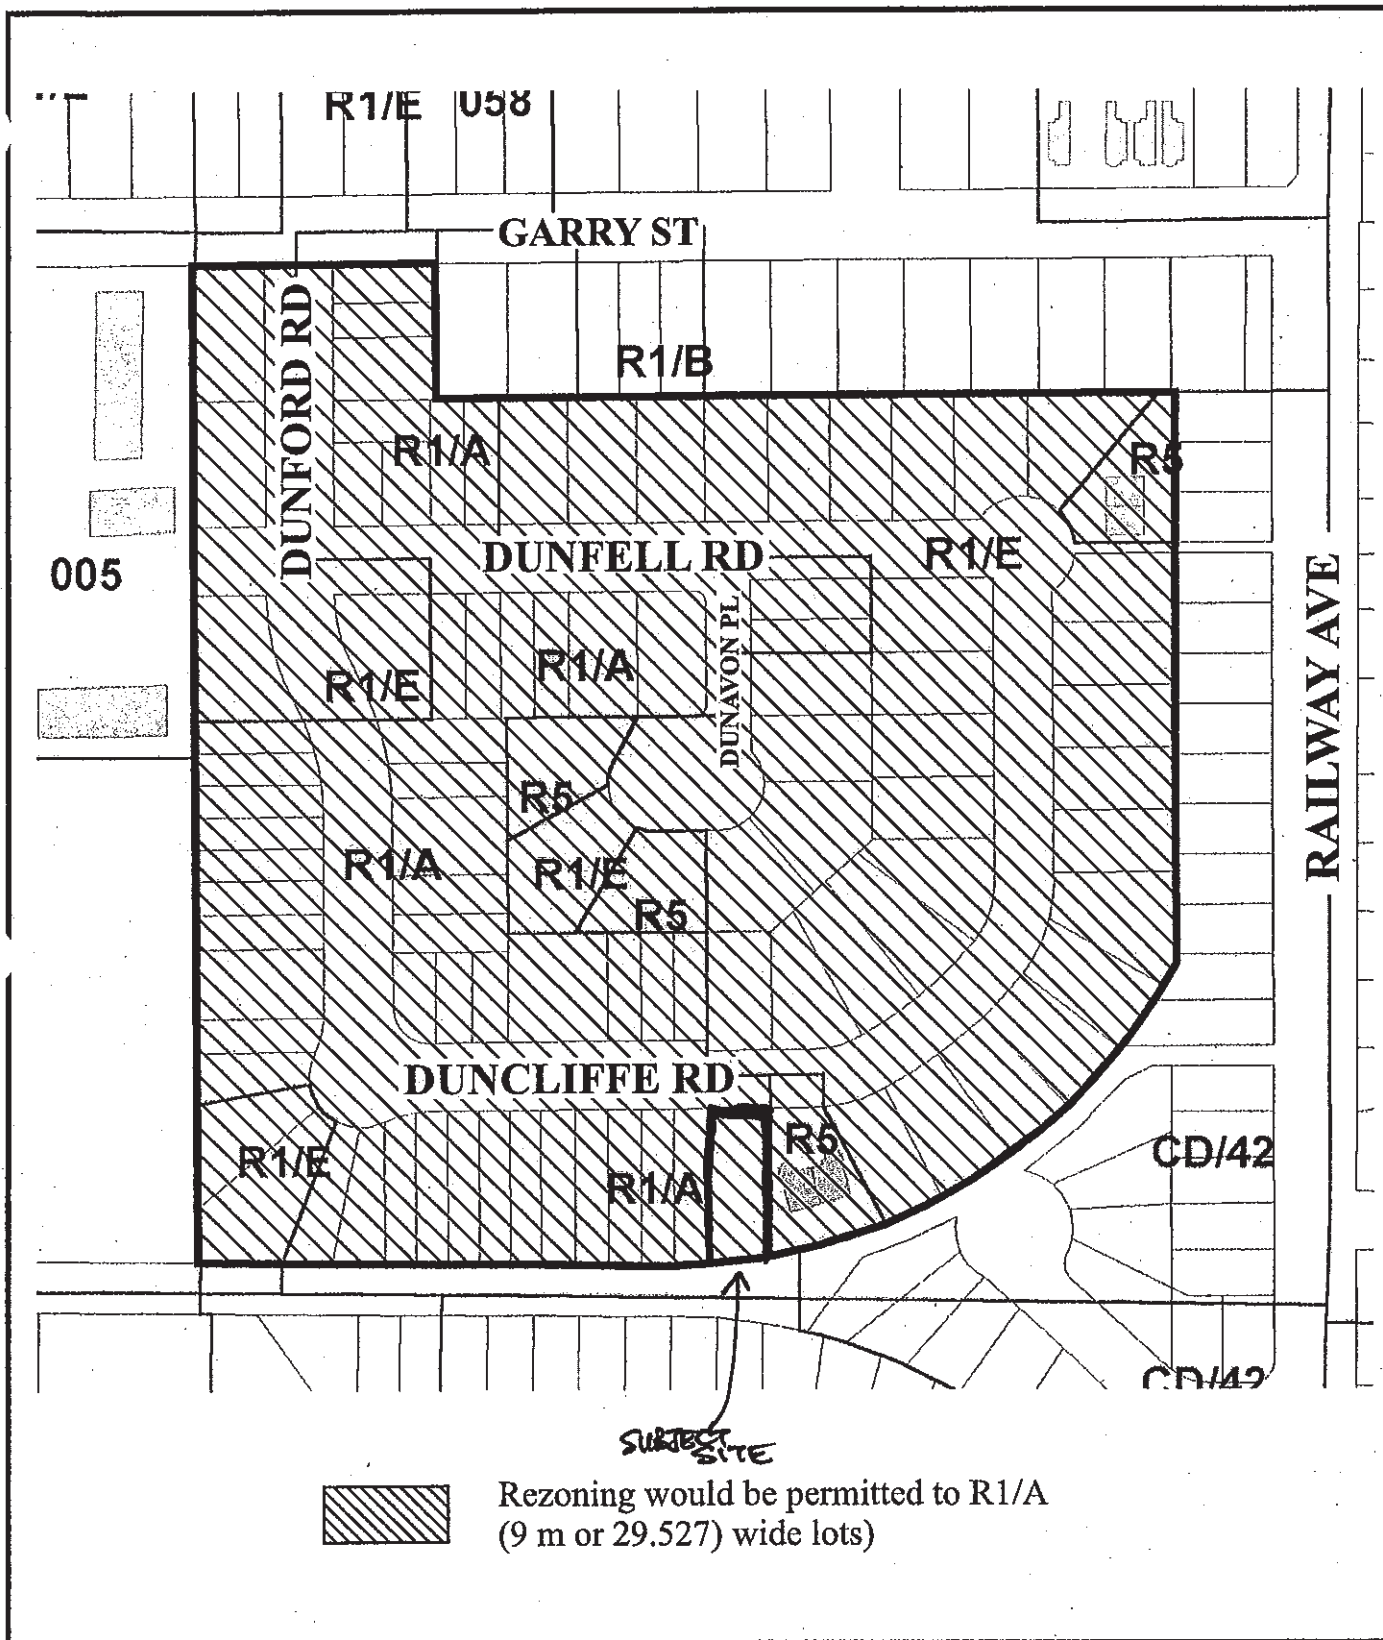 R1/E 058
GARRY ST
DUNFORD RD
R1/B
R1/A
R5
DUNFELL RD
R1/E
005
DUNAVON PL
R1/A
R1/E
RAILWAY AVE
R5
R1/A
R1/E
R5
DUNCLIFFE RD
R5
CD/42
R1/E
R1/A
CD/42
SUBJECT
SITE
Rezoning would be permitted to R1/A
(9 m or 29.527) wide lots)